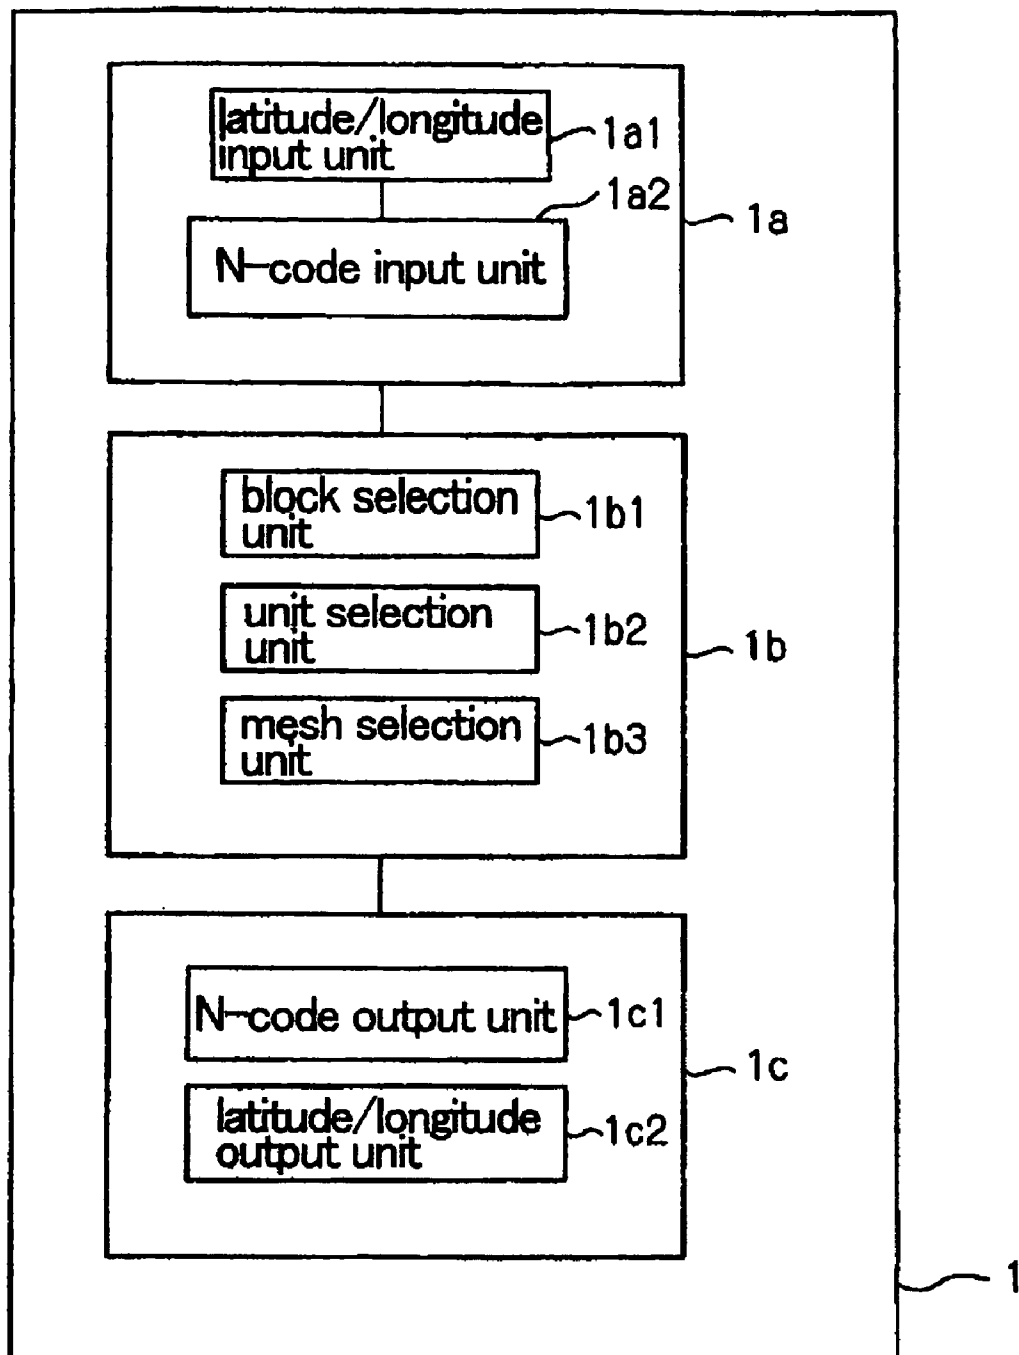 latitude/longitude
input unit
1a1
1a2
1a
N-code input unit
block selection
unit
1b1
unit selection
unit
1b2
1b
mesh selection
unit
1b3
N-code output unit
1c1
1c
latitude/longitude
output unit
1c2
1